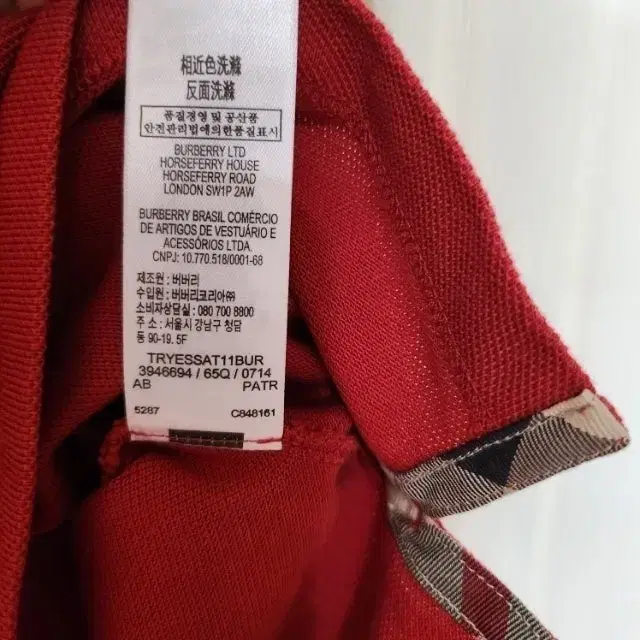 相近色洗滌
反面洗滌
품질경영 및 공산품
안전관리법에의한품질표시
BURBERRY LTD
HORSEFERRY HOUSE
HORSEFERRY ROAD
LONDON SW1P 2AW
BURBERRY BRASIL COMÉRCIO
DE ARTIGOS DE VESTUÁRIO E
ACESSÓRIOS LTDA.
CNPJ: 10.770.518/0001-68
제조원 : 버버리
수입원 : 버버리코리아㈜
소비자상담실 : 080 700 8800
주 소 : 서울시 강남구 청담
동 90-19. 5F
TRYESSAT11BUR
3946694 / 65Q / 0714
AB PATR
5287 C848161